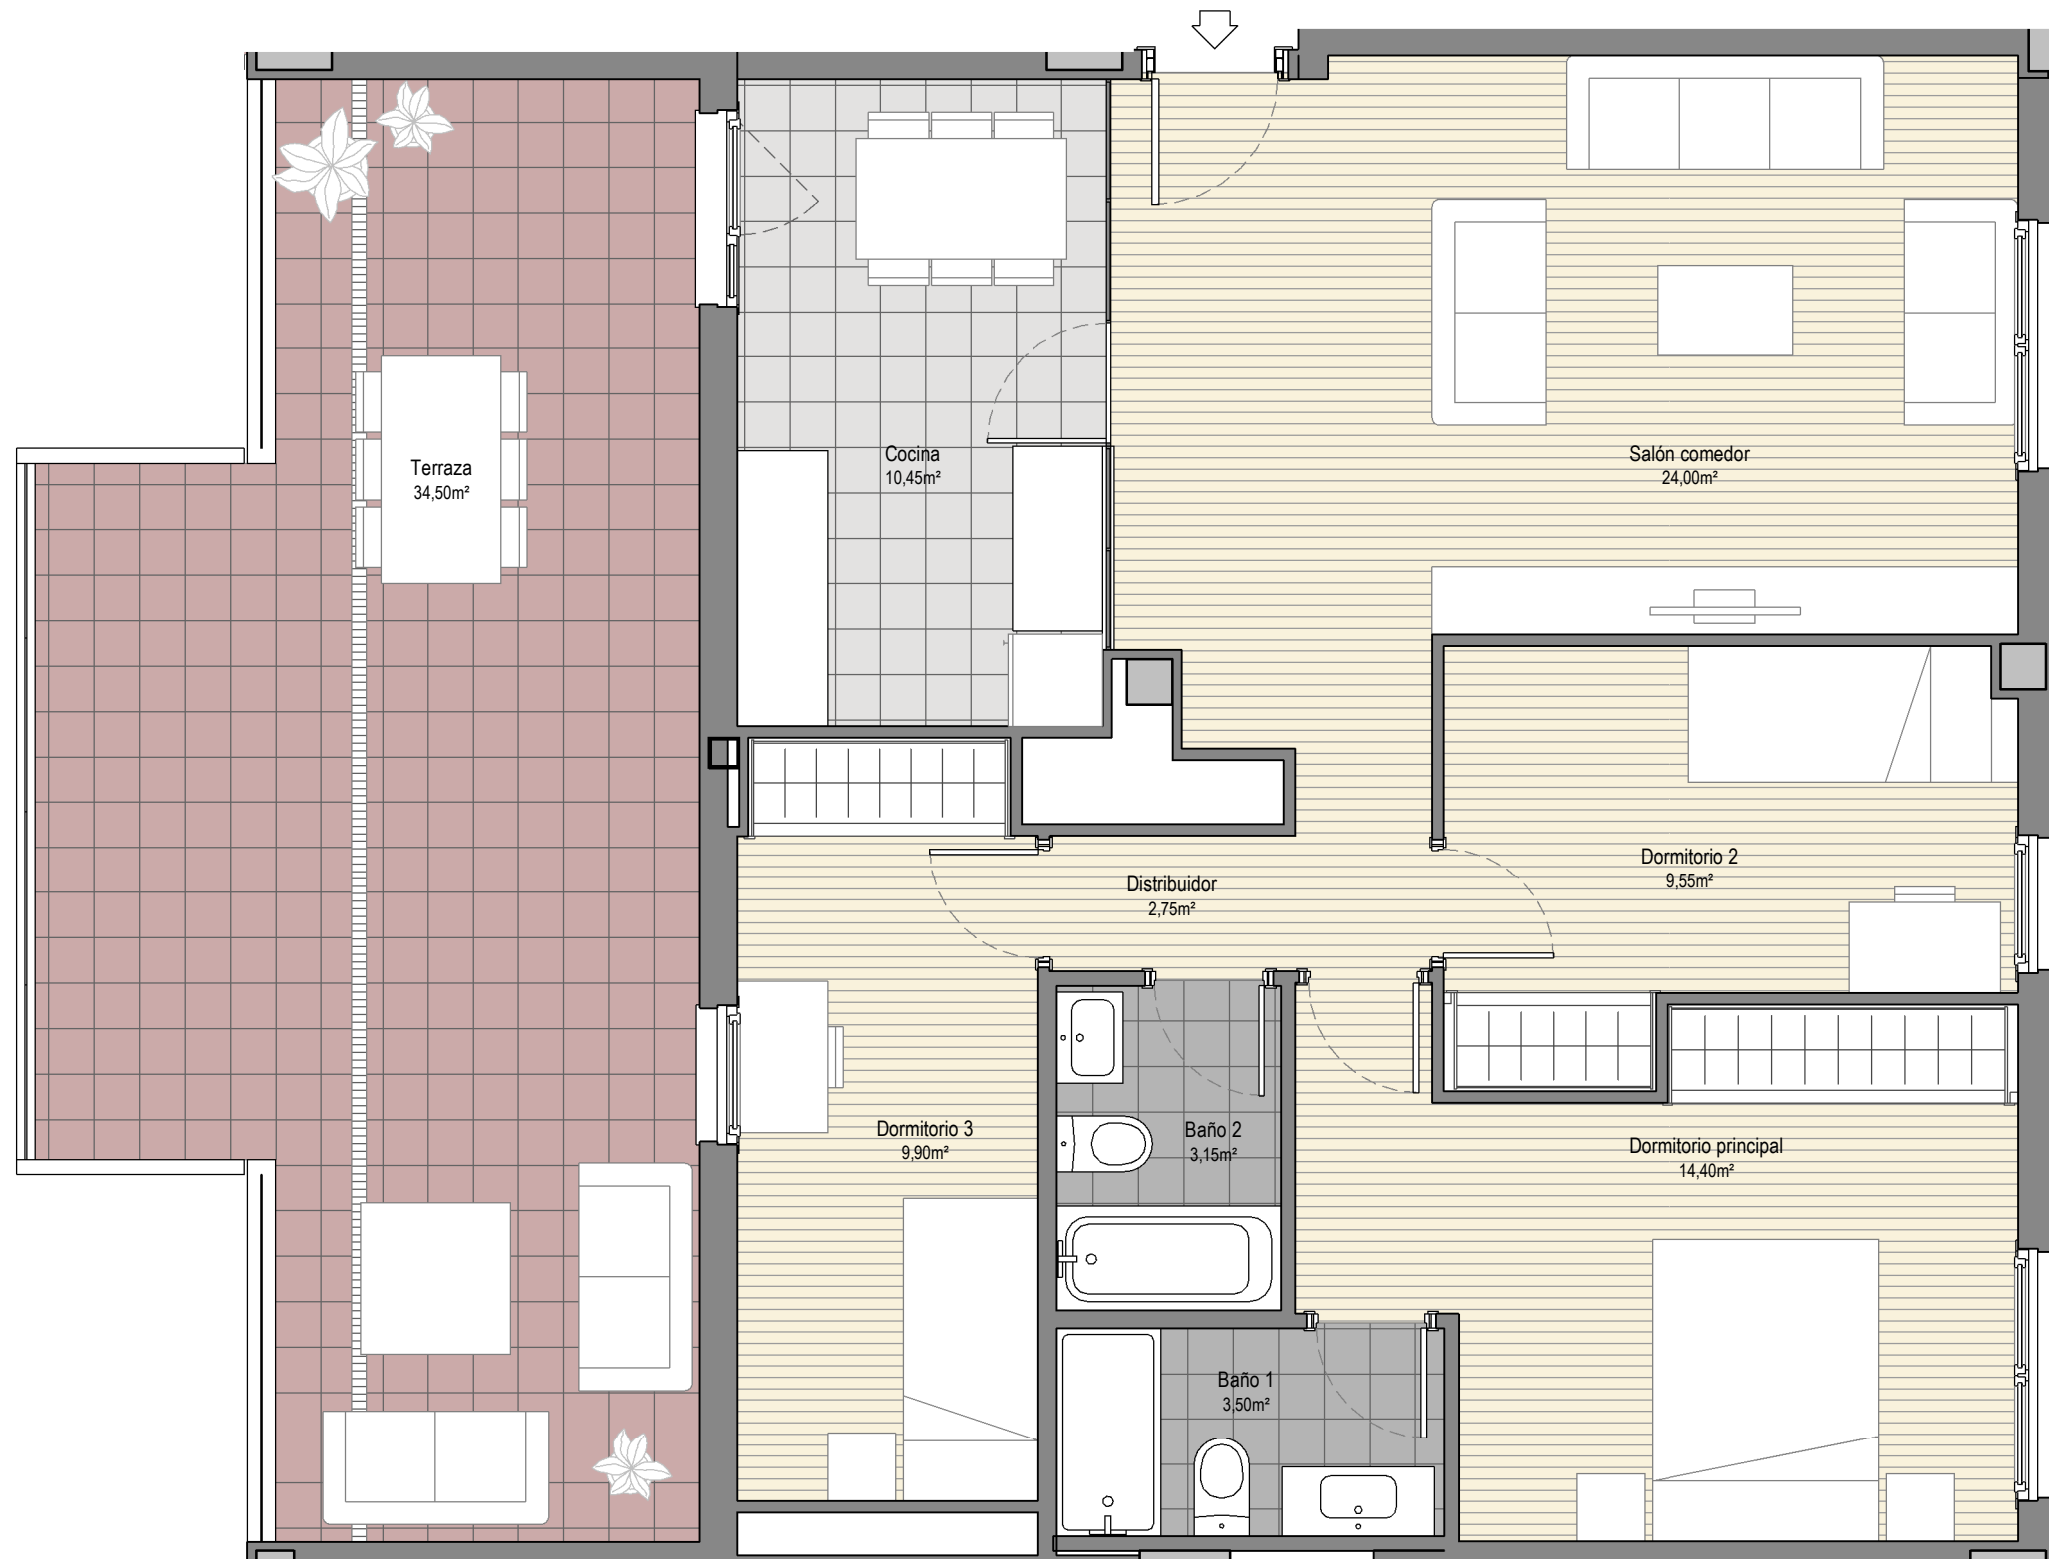 Terraza
34,50m²
Cocina
10,45m²
Salón comedor
24,00m²
Dormitorio 2
9,55m²
Distribuidor
2,75m²
Dormitorio 3
9,90m²
Baño 2
3,15m²
Dormitorio principal
14,40m²
Baño 1
3,50m²